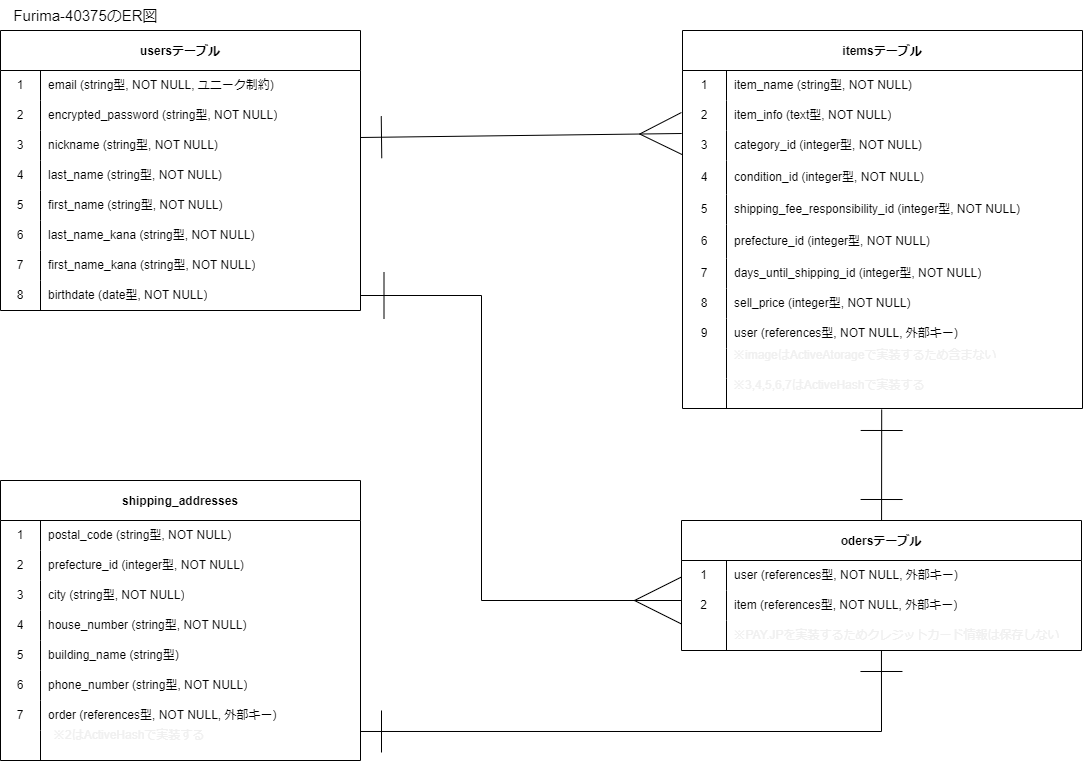 Furima-40375のER図
usersテーブル
1 email (string型, NOT NULL, ユニーク制約)
2 encrypted_password (string型, NOT NULL)
3 nickname (string型, NOT NULL)
4 last_name (string型, NOT NULL)
5 first_name (string型, NOT NULL)
6 last_name_kana (string型, NOT NULL)
7 first_name_kana (string型, NOT NULL)
8 birthdate (date型, NOT NULL)
itemsテーブル
1 item_name (string型, NOT NULL)
2 item_info (text型, NOT NULL)
3 category_id (integer型, NOT NULL)
4 condition_id (integer型, NOT NULL)
5 shipping_fee_responsibility_id (integer型, NOT NULL)
6 prefecture_id (integer型, NOT NULL)
7 days_until_shipping_id (integer型, NOT NULL)
8 sell_price (integer型, NOT NULL)
9 user (references型, NOT NULL, 外部キー)
※imageはActiveAtorageで実装するため含まない
※3,4,5,6,7はActiveHashで実装する
shipping_addresses
1 postal_code (string型, NOT NULL)
2 prefecture_id (integer型, NOT NULL)
3 city (string型, NOT NULL)
4 house_number (string型, NOT NULL)
5 building_name (string型)
6 phone_number (string型, NOT NULL)
7 order (references型, NOT NULL, 外部キー)
※2はActiveHashで実装する
odersテーブル
1 user (references型, NOT NULL, 外部キー)
2 item (references型, NOT NULL, 外部キー)
※PAY.JPを実装するためクレジットカード情報は保存しない